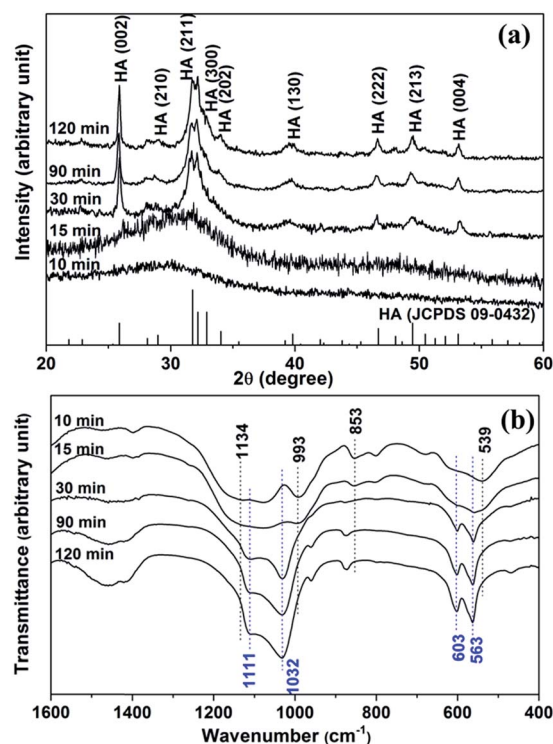 (a)
Intensity (arbitrary unit)
HA (002)
HA (210)
HA (211)
HA (300)
HA (202)
HA (130)
HA (222)
HA (213)
HA (004)
120 min
90 min
30 min
15 min
10 min
HA (JCPDS 09-0432)
20 30 40 50 60
2θ (degree)
(b)
Transmittance (arbitrary unit)
10 min
15 min
30 min
90 min
120 min
1134
993
853
539
1111
1032
603
563
1600 1400 1200 1000 800 600 400
Wavenumber (cm⁻¹)